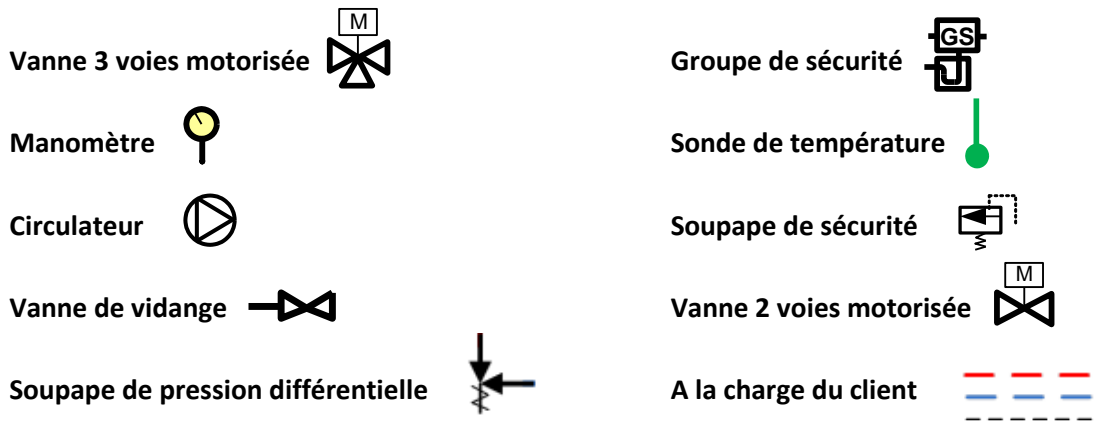 M
Vanne 3 voies motorisée
GS
Groupe de sécurité
Manomètre
Sonde de température
Circulateur
Soupape de sécurité
M
Vanne de vidange
Vanne 2 voies motorisée
Soupape de pression différentielle
A la charge du client